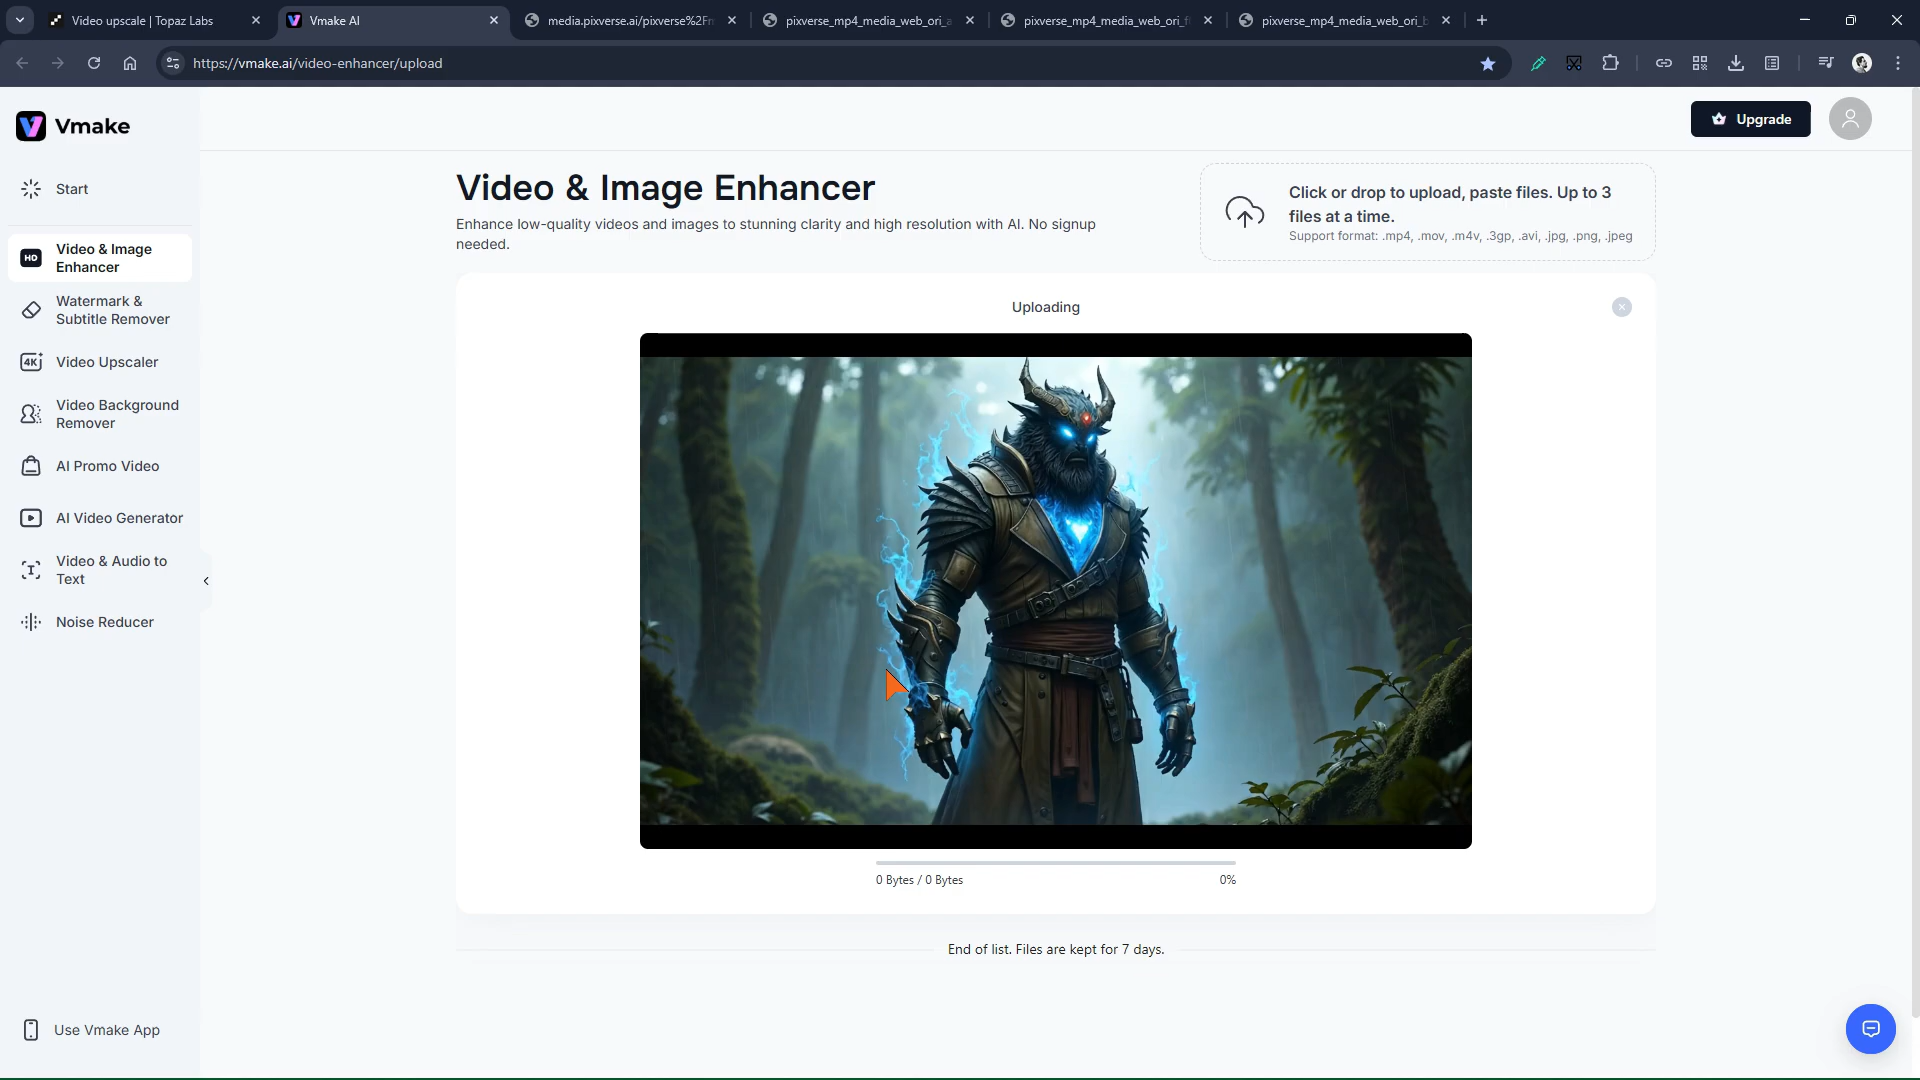 Video upscale | Topaz Labs
Vmake AI
media.pixverse.ai/pixverse%2Fr
pixverse_mp4_media_web_ori_a
pixverse_mp4_media_web_ori_f
pixverse_mp4_media_web_ori_b
https://vmake.ai/video-enhancer/upload
Vmake
Upgrade
Start
Video & Image
Enhancer
Watermark &
Subtitle Remover
Video Upscaler
Video Background
Remover
AI Promo Video
AI Video Generator
Video & Audio to
Text
Noise Reducer
Use Vmake App
Video & Image Enhancer
Enhance low-quality videos and images to stunning clarity and high resolution with AI. No signup
needed.
Click or drop to upload, paste files. Up to 3
files at a time.
Support format: .mp4, .mov, .m4v, .3gp, .avi, .jpg, .png, .jpeg
Uploading
0 Bytes / 0 Bytes
0%
End of list. Files are kept for 7 days.
HD
4K